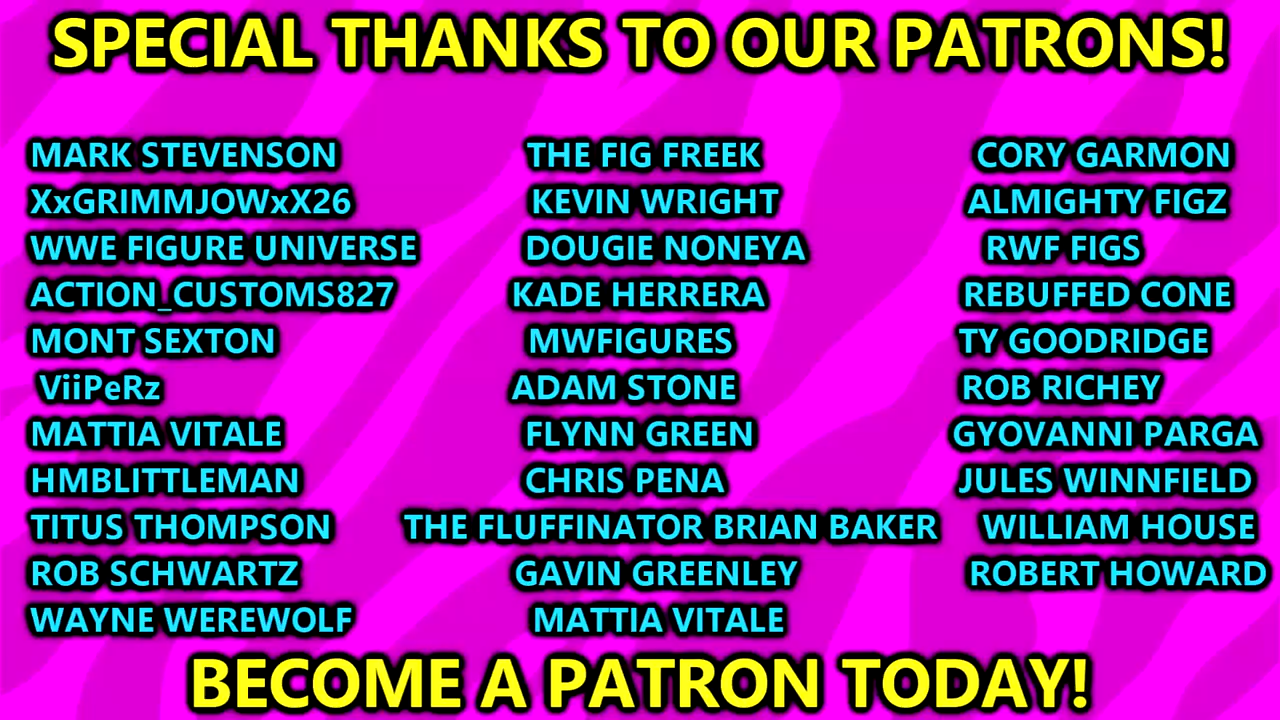 SPECIAL THANKS TO OUR PATRONS!
MARK STEVENSON THE FIG FREEK CORY GARMON
XxGRIMMJOWxX26 KEVIN WRIGHT ALMIGHTY FIGZ
WWE FIGURE UNIVERSE DOUGIE NONEYA RWF FIGS
ACTION_CUSTOMS827 KADE HERRERA REBUFFED CONE
MONT SEXTON MWFIGURES TY GOODRIDGE
ViiPeRz ADAM STONE ROB RICHEY
MATTIA VITALE FLYNN GREEN GYOVANNI PARGA
HMBLITTLEMAN CHRIS PENA JULES WINNFIELD
TITUS THOMPSON THE FLUFFINATOR BRIAN BAKER WILLIAM HOUSE
ROB SCHWARTZ GAVIN GREENLEY ROBERT HOWARD
WAYNE WEREWOLF MATTIA VITALE
BECOME A PATRON TODAY!